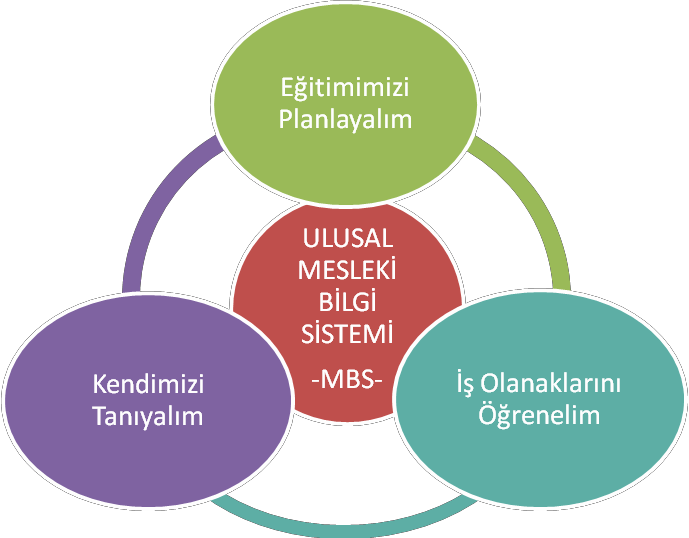 Eğitimimizi
Planlayalım
ULUSAL
MESLEKİ
BİLGİ
SİSTEMİ
-MBS-
Kendimizi
Tanıyalım
İş Olanaklarını
Öğrenelim